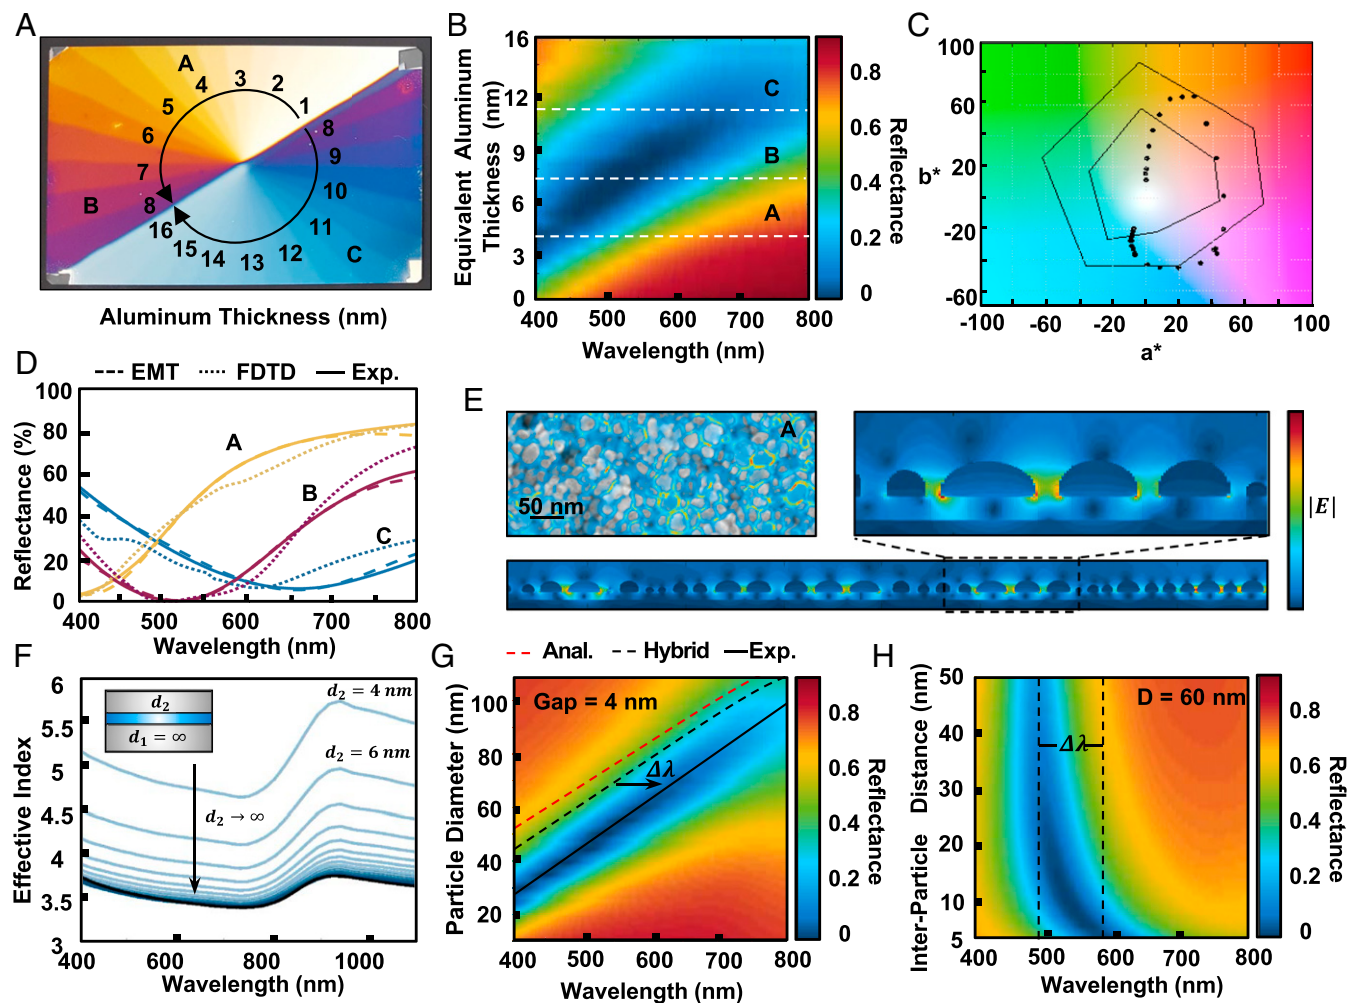 A
A
1
2
3
4
5
6
7
8
B
8
9
10
11
12
13
14
15
16
C
Aluminum Thickness (nm)
B
Equivalent Aluminum
Thickness (nm)
16
12
9
6
3
0
C
B
A
400 500 600 700 800
Wavelength (nm)
0.8
0.6
0.4
0.2
0
Reflectance
C
100
60
20
-20
-60
b*
-100 -60 -20 20 60 100
a*
D
EMT FDTD Exp.
Reflectance (%)
100
80
60
40
20
0
A
B
C
400 500 600 700 800
Wavelength (nm)
E
A
50 nm
|E|
F
Effective Index
6
5.5
5
4.5
4
3.5
3
d₂
d₁ = ∞
d₂ = 4 nm
d₂ = 6 nm
d₂ → ∞
400 600 800 1000
Wavelength (nm)
G
Anal. Hybrid Exp.
Particle Diameter (nm)
100
80
60
40
20
Gap = 4 nm
Δλ
400 500 600 700 800
Wavelength (nm)
0.8
0.6
0.4
0.2
0
Reflectance
H
Inter-Particle Distance (nm)
50
40
30
20
10
5
D = 60 nm
Δλ
400 500 600 700 800
Wavelength (nm)
0.8
0.6
0.4
0.2
0
Reflectance